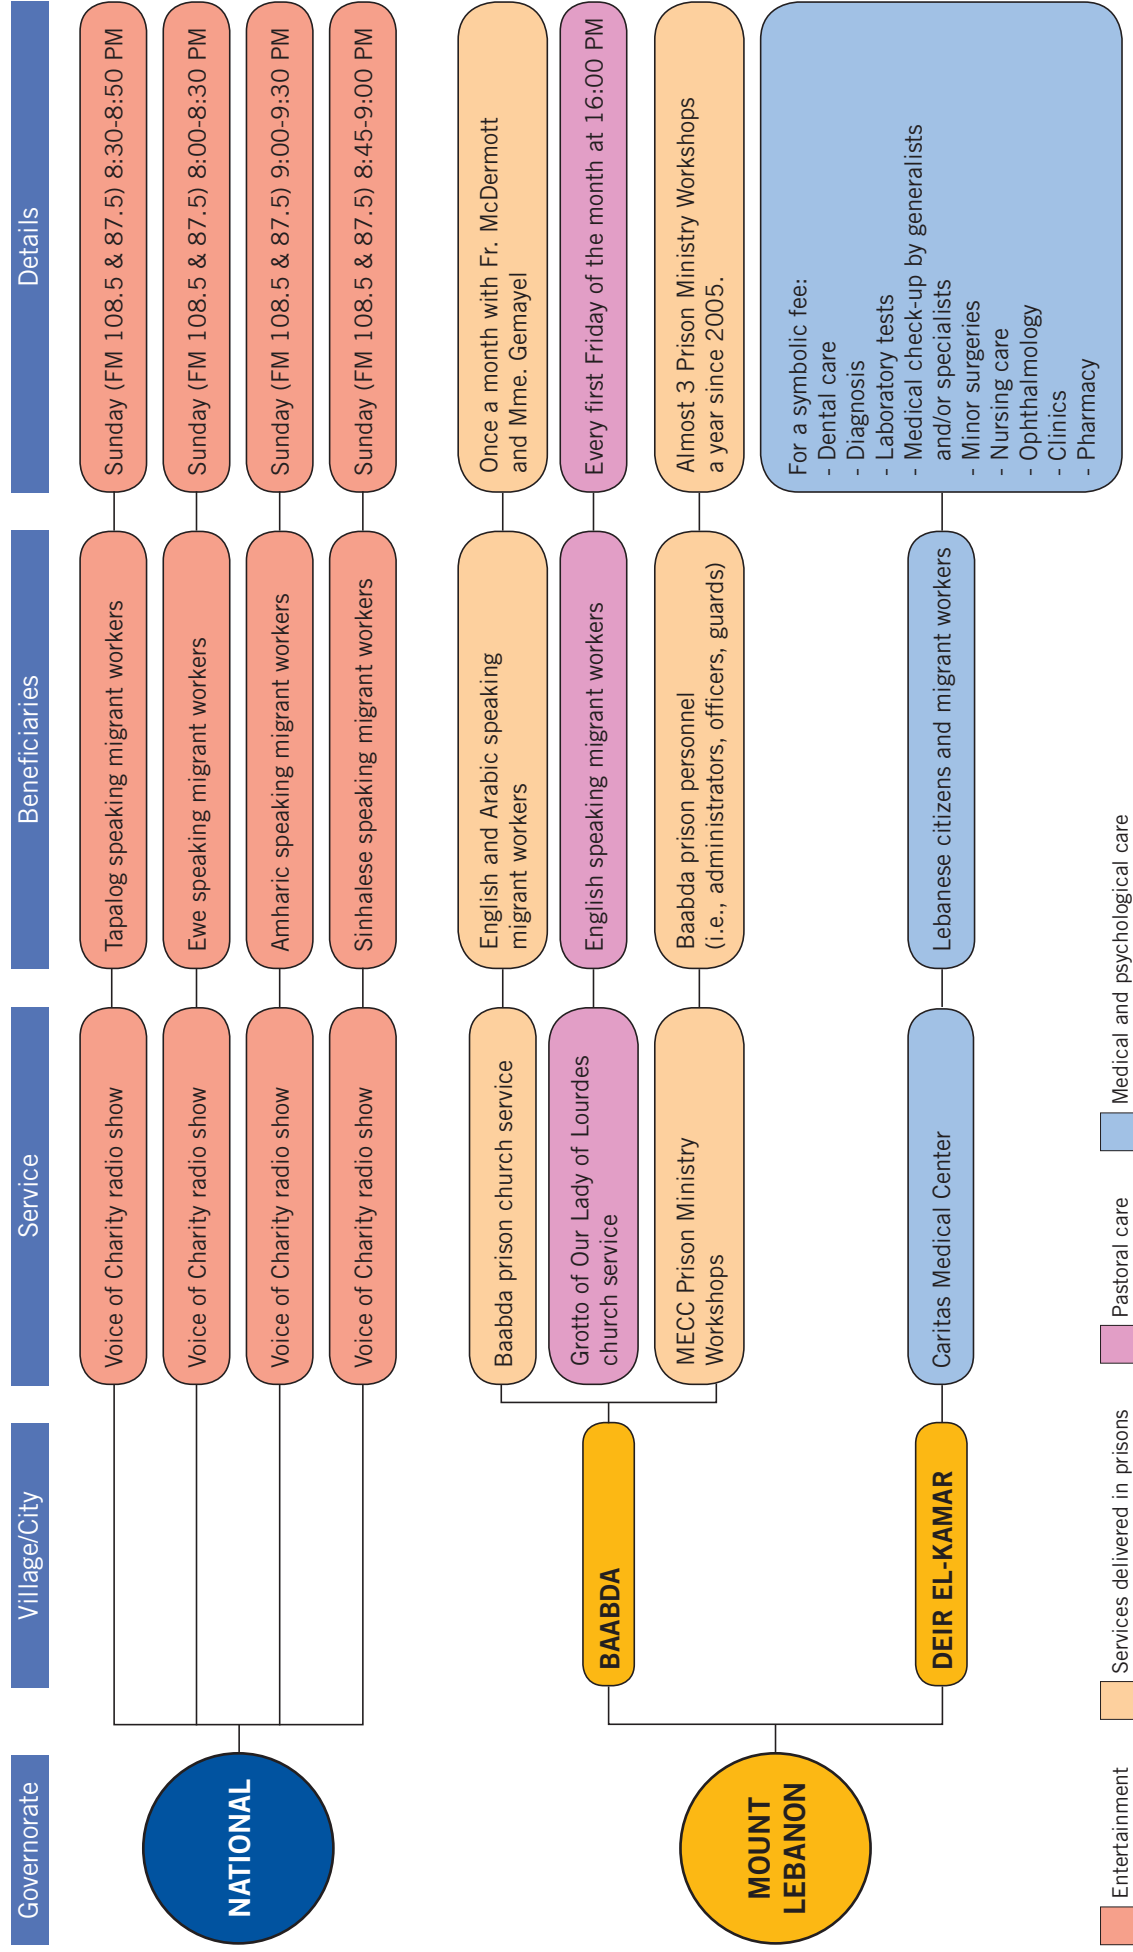 Governorate
Village/City
Service
Beneficiaries
Details
NATIONAL
Voice of Charity radio show
Tapalog speaking migrant workers
Sunday (FM 108.5 & 87.5) 8:30-8:50 PM
Voice of Charity radio show
Ewe speaking migrant workers
Sunday (FM 108.5 & 87.5) 8:00-8:30 PM
Voice of Charity radio show
Amharic speaking migrant workers
Sunday (FM 108.5 & 87.5) 9:00-9:30 PM
Voice of Charity radio show
Sinhalese speaking migrant workers
Sunday (FM 108.5 & 87.5) 8:45-9:00 PM
MOUNT
LEBANON
BAABDA
Baabda prison church service
English and Arabic speaking
migrant workers
Once a month with Fr. McDermott
and Mme. Gemayel
Grotto of Our Lady of Lourdes
church service
English speaking migrant workers
Every first Friday of the month at 16:00 PM
MECC Prison Ministry
Workshops
Baabda prison personnel
(i.e., administrators, officers, guards)
Almost 3 Prison Ministry Workshops
a year since 2005.
DEIR EL-KAMAR
Caritas Medical Center
Lebanese citizens and migrant workers
For a symbolic fee:
- Dental care
- Diagnosis
- Laboratory tests
- Medical check-up by generalists
and/or specialists
- Minor surgeries
- Nursing care
- Ophthalmology
- Clinics
- Pharmacy
Entertainment
Services delivered in prisons
Pastoral care
Medical and psychological care